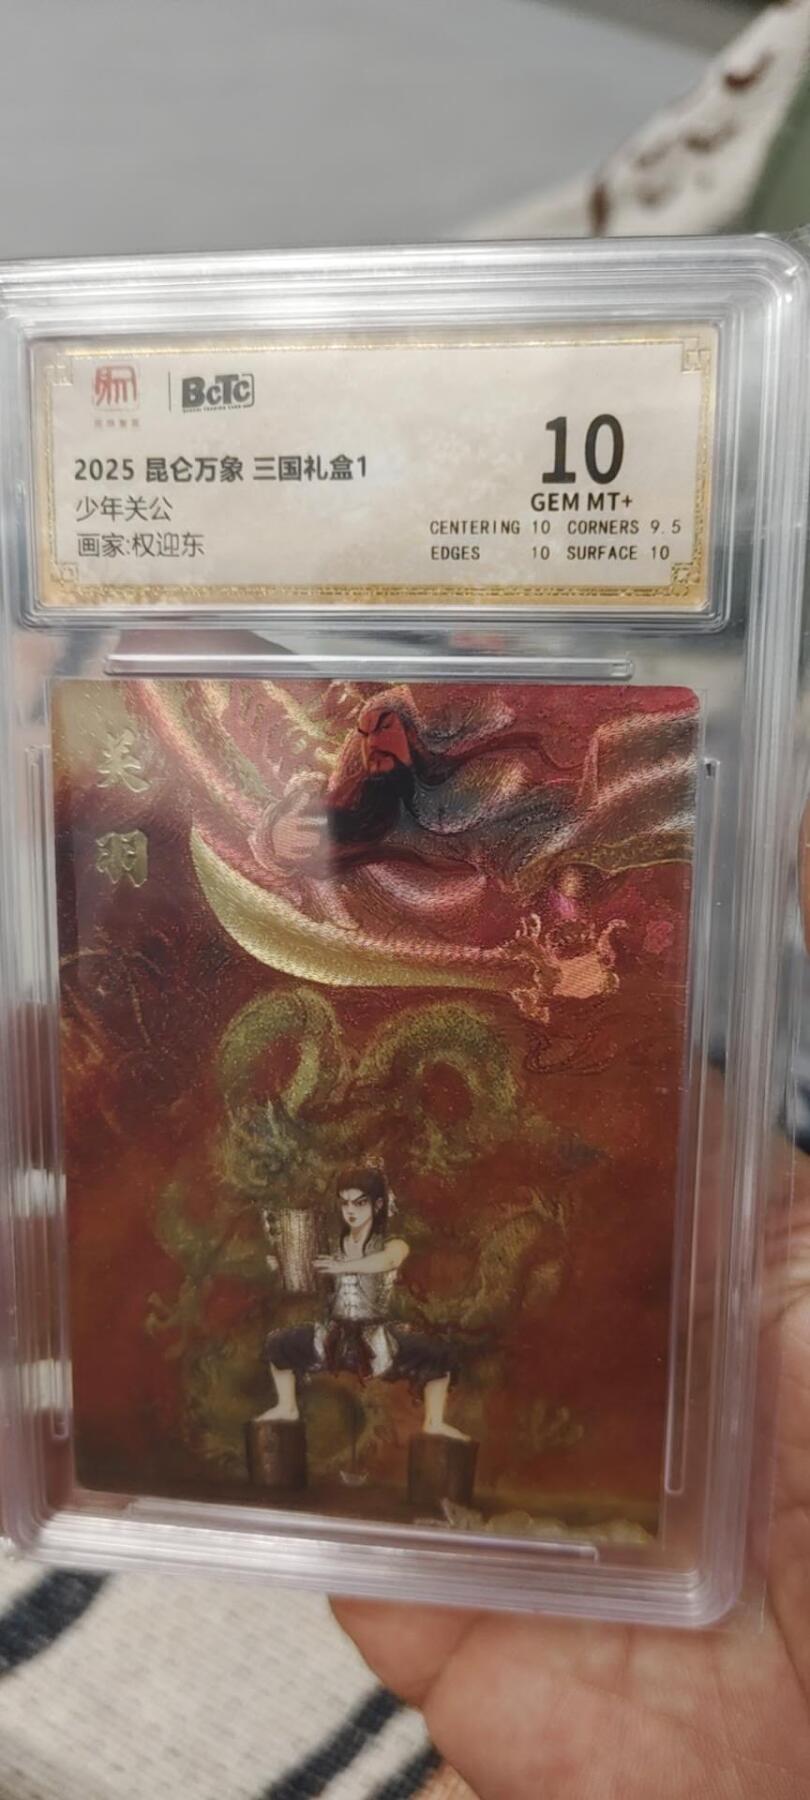 BCTC
2025 昆仑万象 三国礼盒1
少年关公
画家:权迎东
10
GEM MT+
CENTERING 10 CORNERS 9.5
EDGES 10 SURFACE 10
关
羽